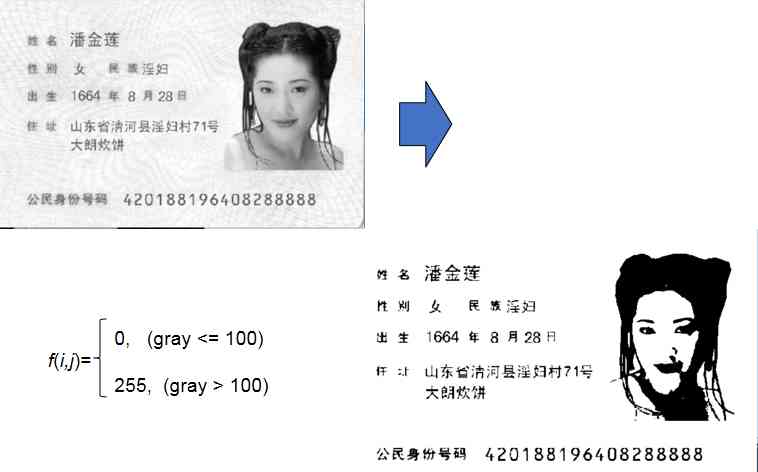 姓 名 潘金莲
性 别 女 民 族 淫妇
出 生 1664 年 8 月 28 日
住 址 山东省清河县淫妇村71号
大朗炊饼
公民身份号码 420188196408288888
f(i,j)=
0, (gray <= 100)
255, (gray > 100)
姓 名 潘金莲
性 别 女 民 族 淫妇
出 生 1664 年 8 月 28 日
住 址 山东省清河县淫妇村71号
大朗炊饼
公民身份号码 420188196408288888